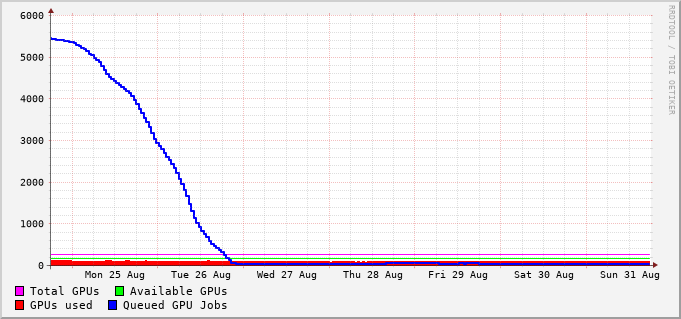 6000
5000
4000
3000
2000
1000
0
Mon 25 Aug Tue 26 Aug Wed 27 Aug Thu 28 Aug Fri 29 Aug Sat 30 Aug Sun 31 Aug
Total GPUs Available GPUs
GPUs used Queued GPU Jobs
RRDTOOL / TOBI OETIKER